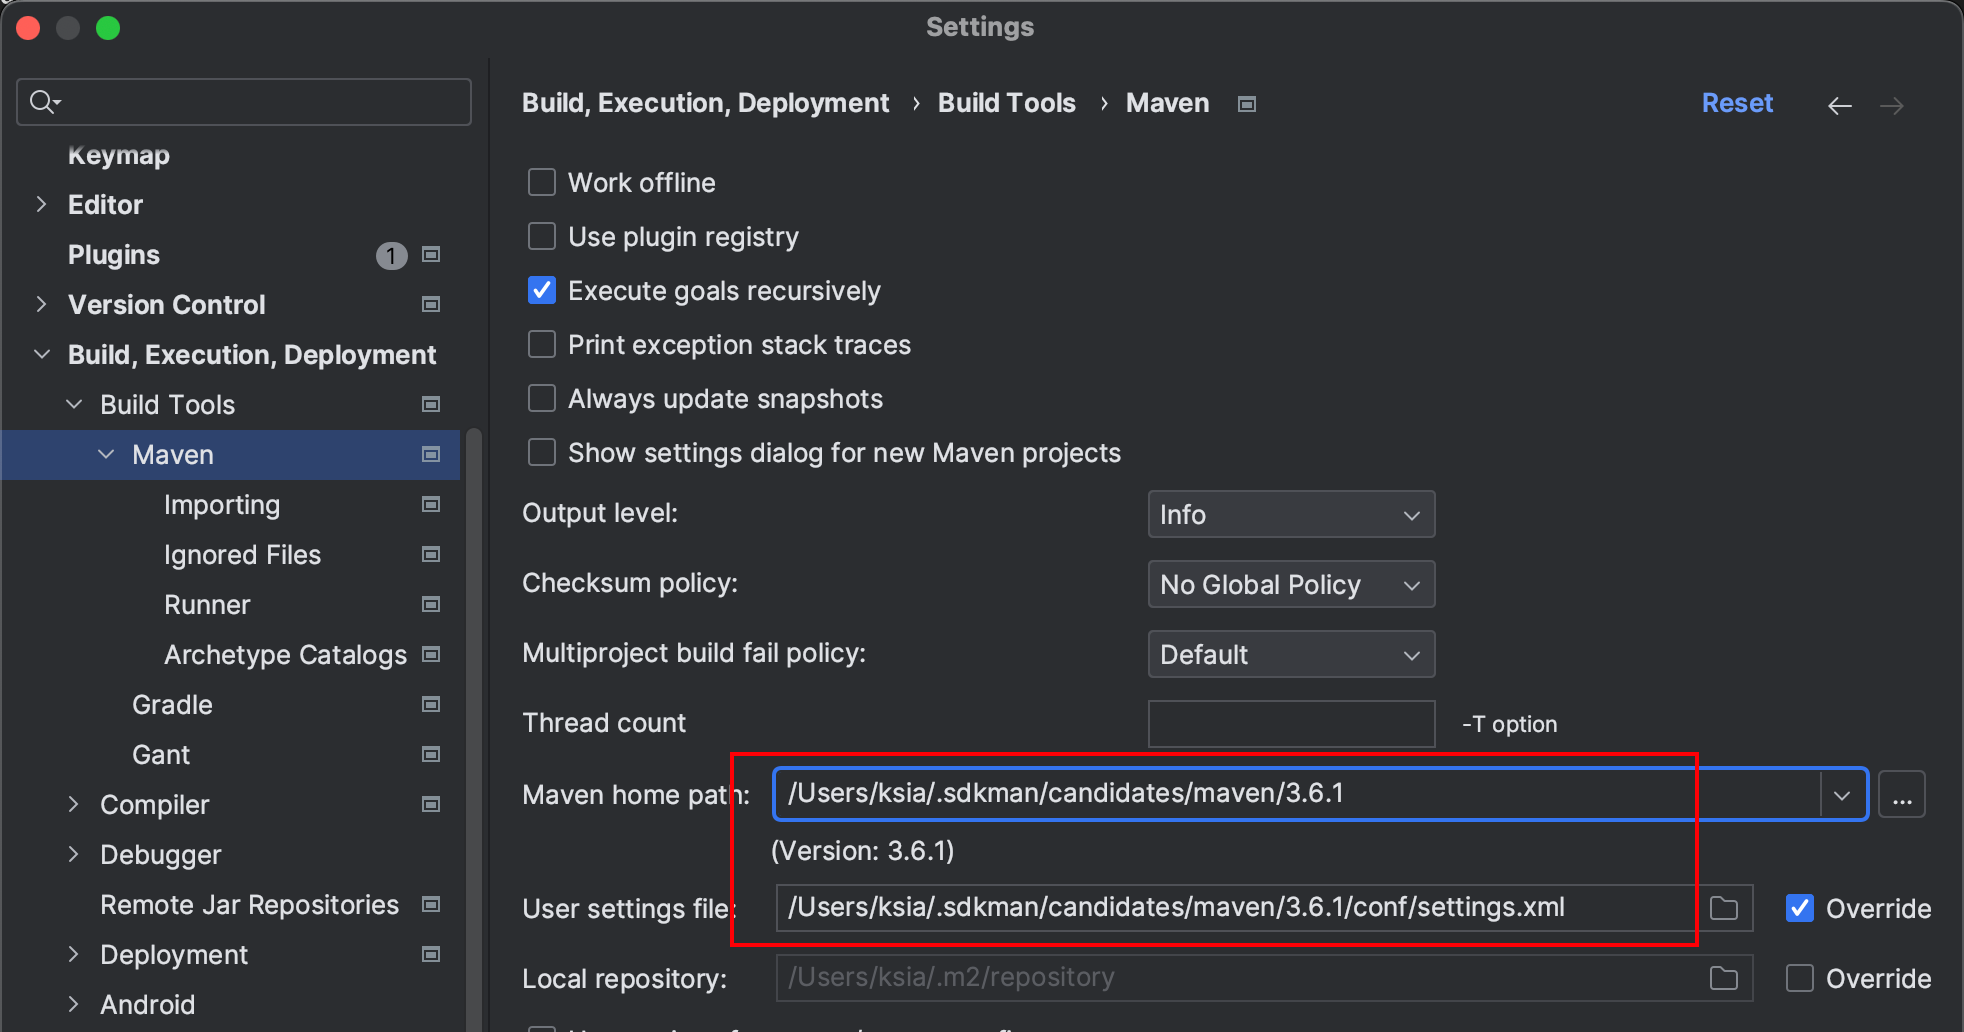 Settings
Build, Execution, Deployment › Build Tools › Maven
Reset
Keymap
Editor
Plugins 1
Version Control
Build, Execution, Deployment
Build Tools
Maven
Importing
Ignored Files
Runner
Archetype Catalogs
Gradle
Gant
Compiler
Debugger
Remote Jar Repositories
Deployment
Android
Work offline
Use plugin registry
Execute goals recursively
Print exception stack traces
Always update snapshots
Show settings dialog for new Maven projects
Output level: Info
Checksum policy: No Global Policy
Multiproject build fail policy: Default
Thread count -T option
Maven home path: /Users/ksia/.sdkman/candidates/maven/3.6.1 ...
(Version: 3.6.1)
User settings file: /Users/ksia/.sdkman/candidates/maven/3.6.1/conf/settings.xml Override
Local repository: /Users/ksia/.m2/repository Override